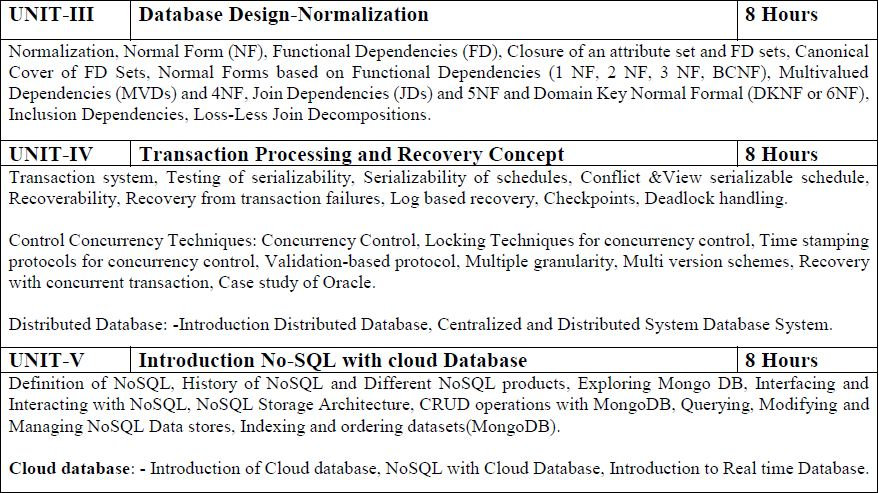 UNIT-III Database Design-Normalization 8 Hours
Normalization, Normal Form (NF), Functional Dependencies (FD), Closure of an attribute set and FD sets, Canonical
Cover of FD Sets, Normal Forms based on Functional Dependencies (1 NF, 2 NF, 3 NF, BCNF), Multivalued
Dependencies (MVDs) and 4NF, Join Dependencies (JDs) and 5NF and Domain Key Normal Formal (DKNF or 6NF),
Inclusion Dependencies, Loss-Less Join Decompositions.
UNIT-IV Transaction Processing and Recovery Concept 8 Hours
Transaction system, Testing of serializability, Serializability of schedules, Conflict &View serializable schedule,
Recoverability, Recovery from transaction failures, Log based recovery, Checkpoints, Deadlock handling.
Control Concurrency Techniques: Concurrency Control, Locking Techniques for concurrency control, Time stamping
protocols for concurrency control, Validation-based protocol, Multiple granularity, Multi version schemes, Recovery
with concurrent transaction, Case study of Oracle.
Distributed Database: -Introduction Distributed Database, Centralized and Distributed System Database System.
UNIT-V Introduction No-SQL with cloud Database 8 Hours
Definition of NoSQL, History of NoSQL and Different NoSQL products, Exploring Mongo DB, Interfacing and
Interacting with NoSQL, NoSQL Storage Architecture, CRUD operations with MongoDB, Querying, Modifying and
Managing NoSQL Data stores, Indexing and ordering datasets(MongoDB).
Cloud database: - Introduction of Cloud database, NoSQL with Cloud Database, Introduction to Real time Database.